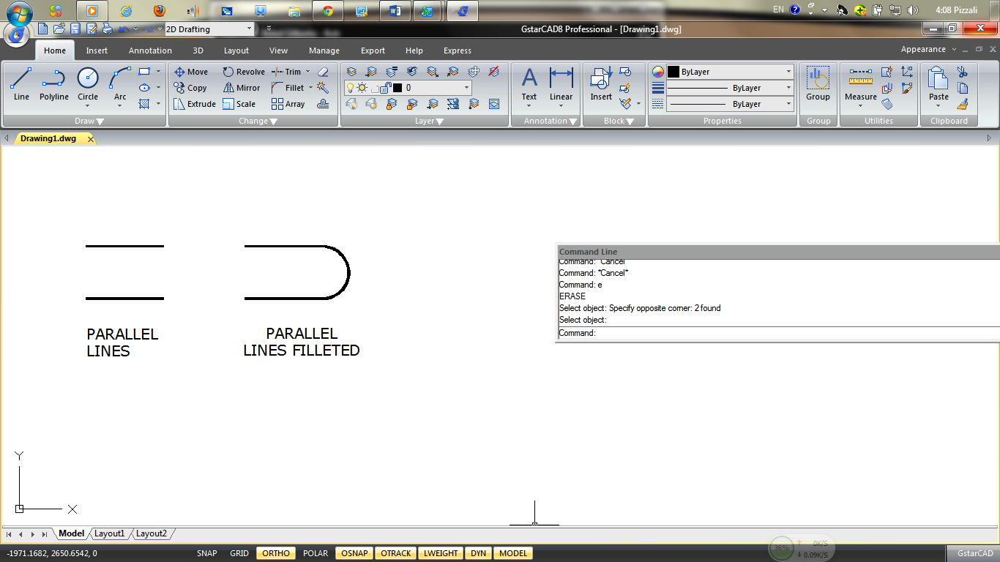 EN
4:08 Pizzali
2D Drafting
GstarCAD8 Professional - [Drawing1.dwg]
Home Insert Annotation 3D Layout View Manage Export Help Express
Appearance
Line Polyline Circle Arc
Draw
Move Revolve Trim
Copy Mirror Fillet
Extrude Scale Array
Change
0
Layer
Text Linear
Annotation
Insert
Block
ByLayer
ByLayer
ByLayer
Properties
Group
Group
Measure
Utilities
Paste
Clipboard
Drawing1.dwg
PARALLEL
LINES
PARALLEL
LINES FILLETED
Command Line
Command: *Cancel*
Command: *Cancel*
Command: e
ERASE
Select object: Specify opposite corner: 2 found
Select object:
Command:
Y
X
Model Layout1 Layout2
-1971.1682, 2650.6542, 0
SNAP GRID ORTHO POLAR OSNAP OTRACK LWEIGHT DYN MODEL
36%
0K/S
0.09K/S
GstarCAD